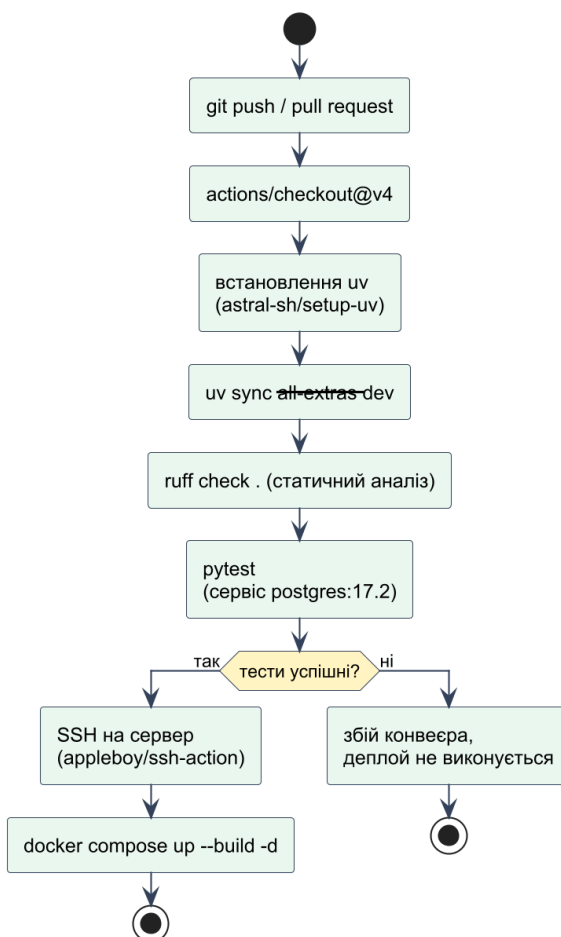 git push / pull request
actions/checkout@v4
встановлення uv
(astral-sh/setup-uv)
uv sync all-extras dev
ruff check . (статичний аналіз)
pytest
(сервіс postgres:17.2)
тести успішні?
так
ні
SSH на сервер
(appleboy/ssh-action)
збій конвеєра,
деплой не виконується
docker compose up --build -d